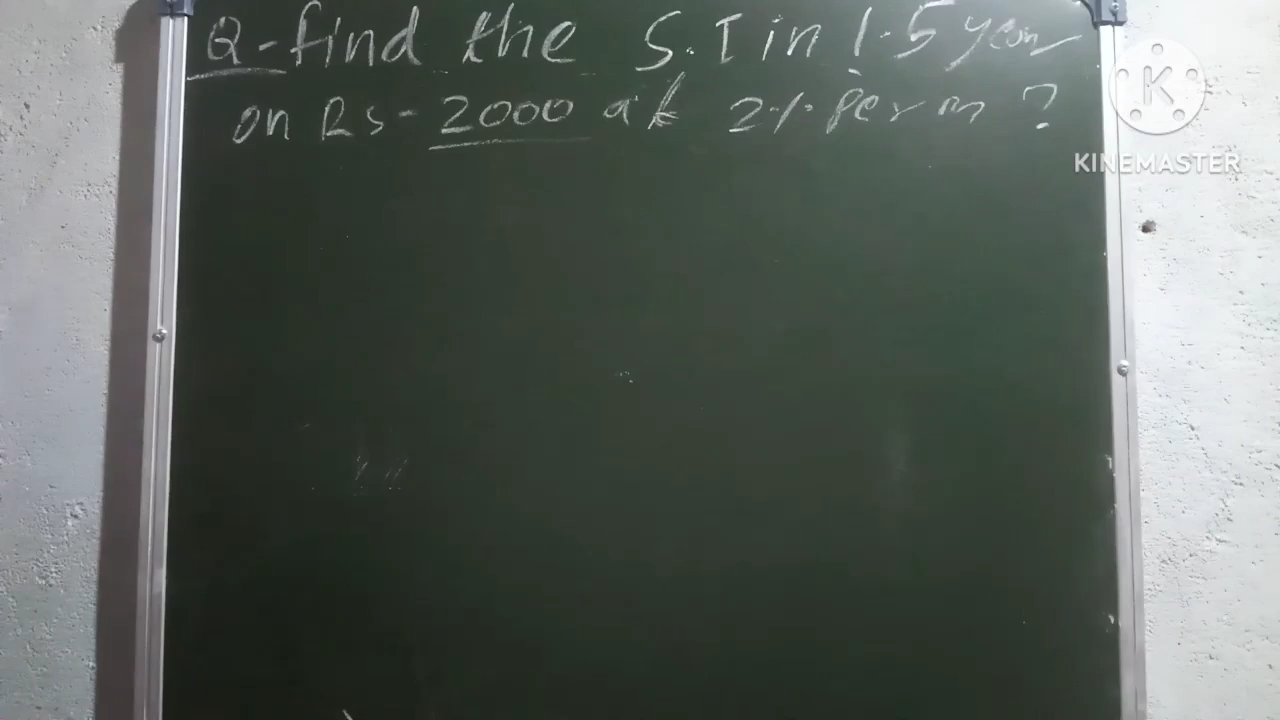 Q-find the S.I in 1.5 year
on Rs-2000 at 2% per m ?
K
KINEMASTER